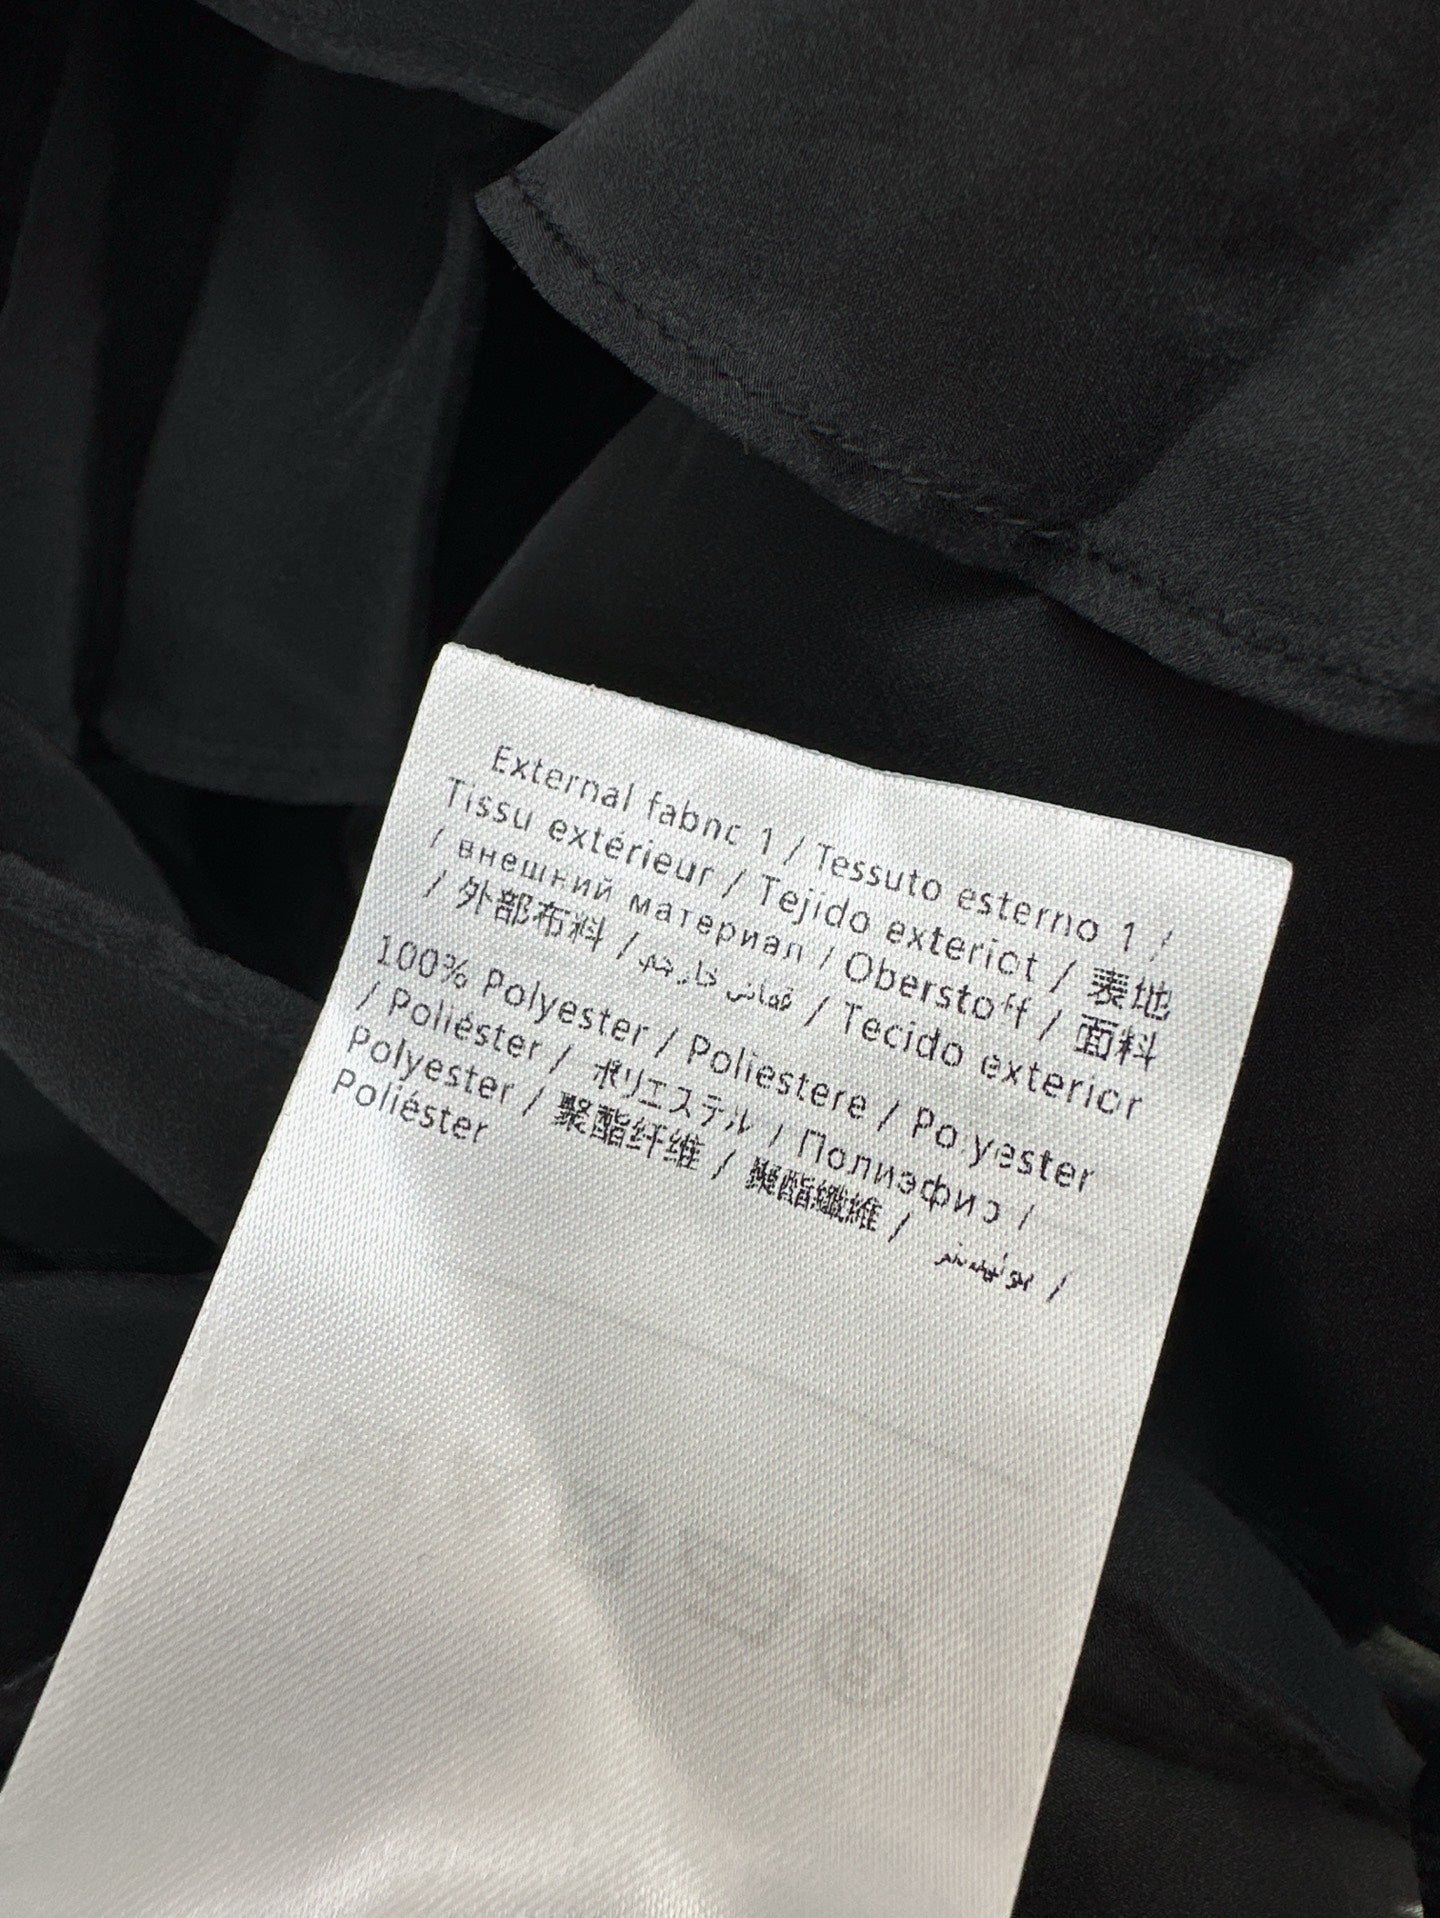 External fabric 1 / Tessuto esterno 1 /
Tissu extérieur / Tejido exterior / 表地
/ внешний материал / Oberstoff / 面料
/ 外部布料 / قماش خارجي / Tecido exterior
100% Polyester / Poliestere / Polyester
/ Poliéster / ポリエステル / Полиэфир /
Polyester / 聚酯纤维 / 聚酯纖維 / بوليستر /
Poliéster